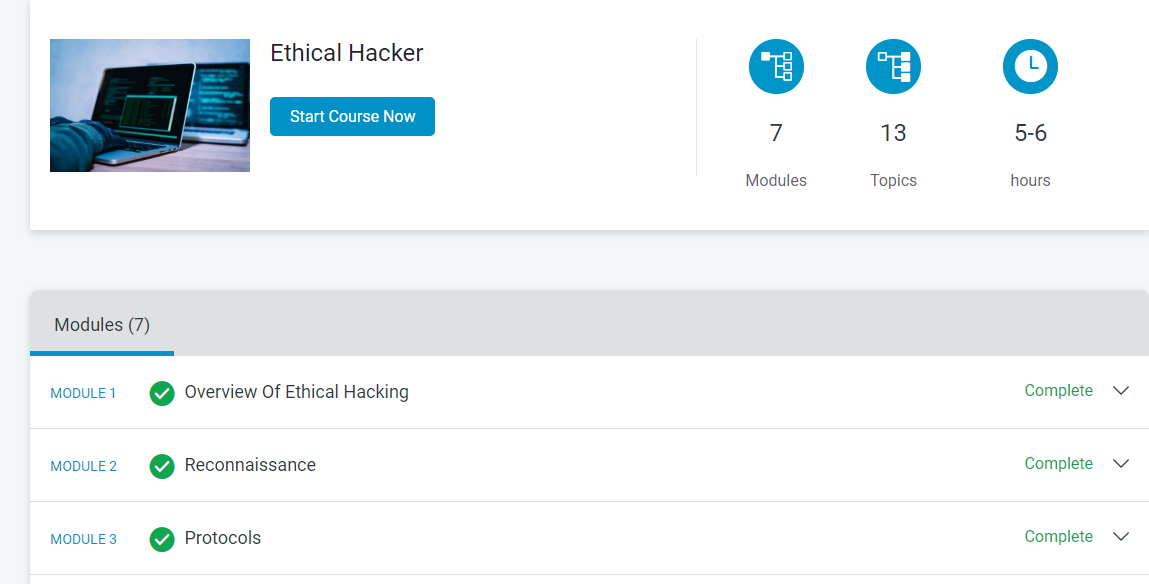 Ethical Hacker
Start Course Now
7
Modules
13
Topics
5-6
hours
Modules (7)
MODULE 1 Overview Of Ethical Hacking Complete
MODULE 2 Reconnaissance Complete
MODULE 3 Protocols Complete